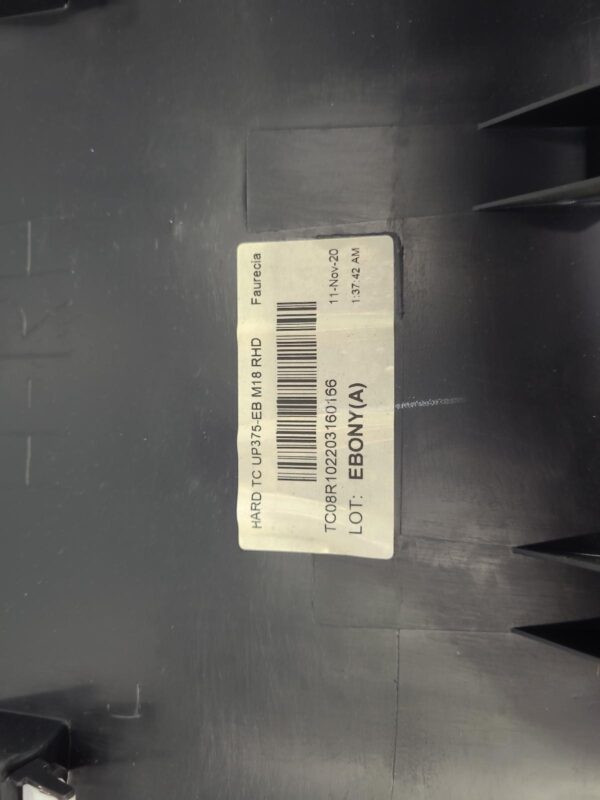 HARD TC UP375-EB M18 RHD Faurecia
TC08R102203160166 11-Nov-20
LOT: EBONY(A) 1:37:42 AM